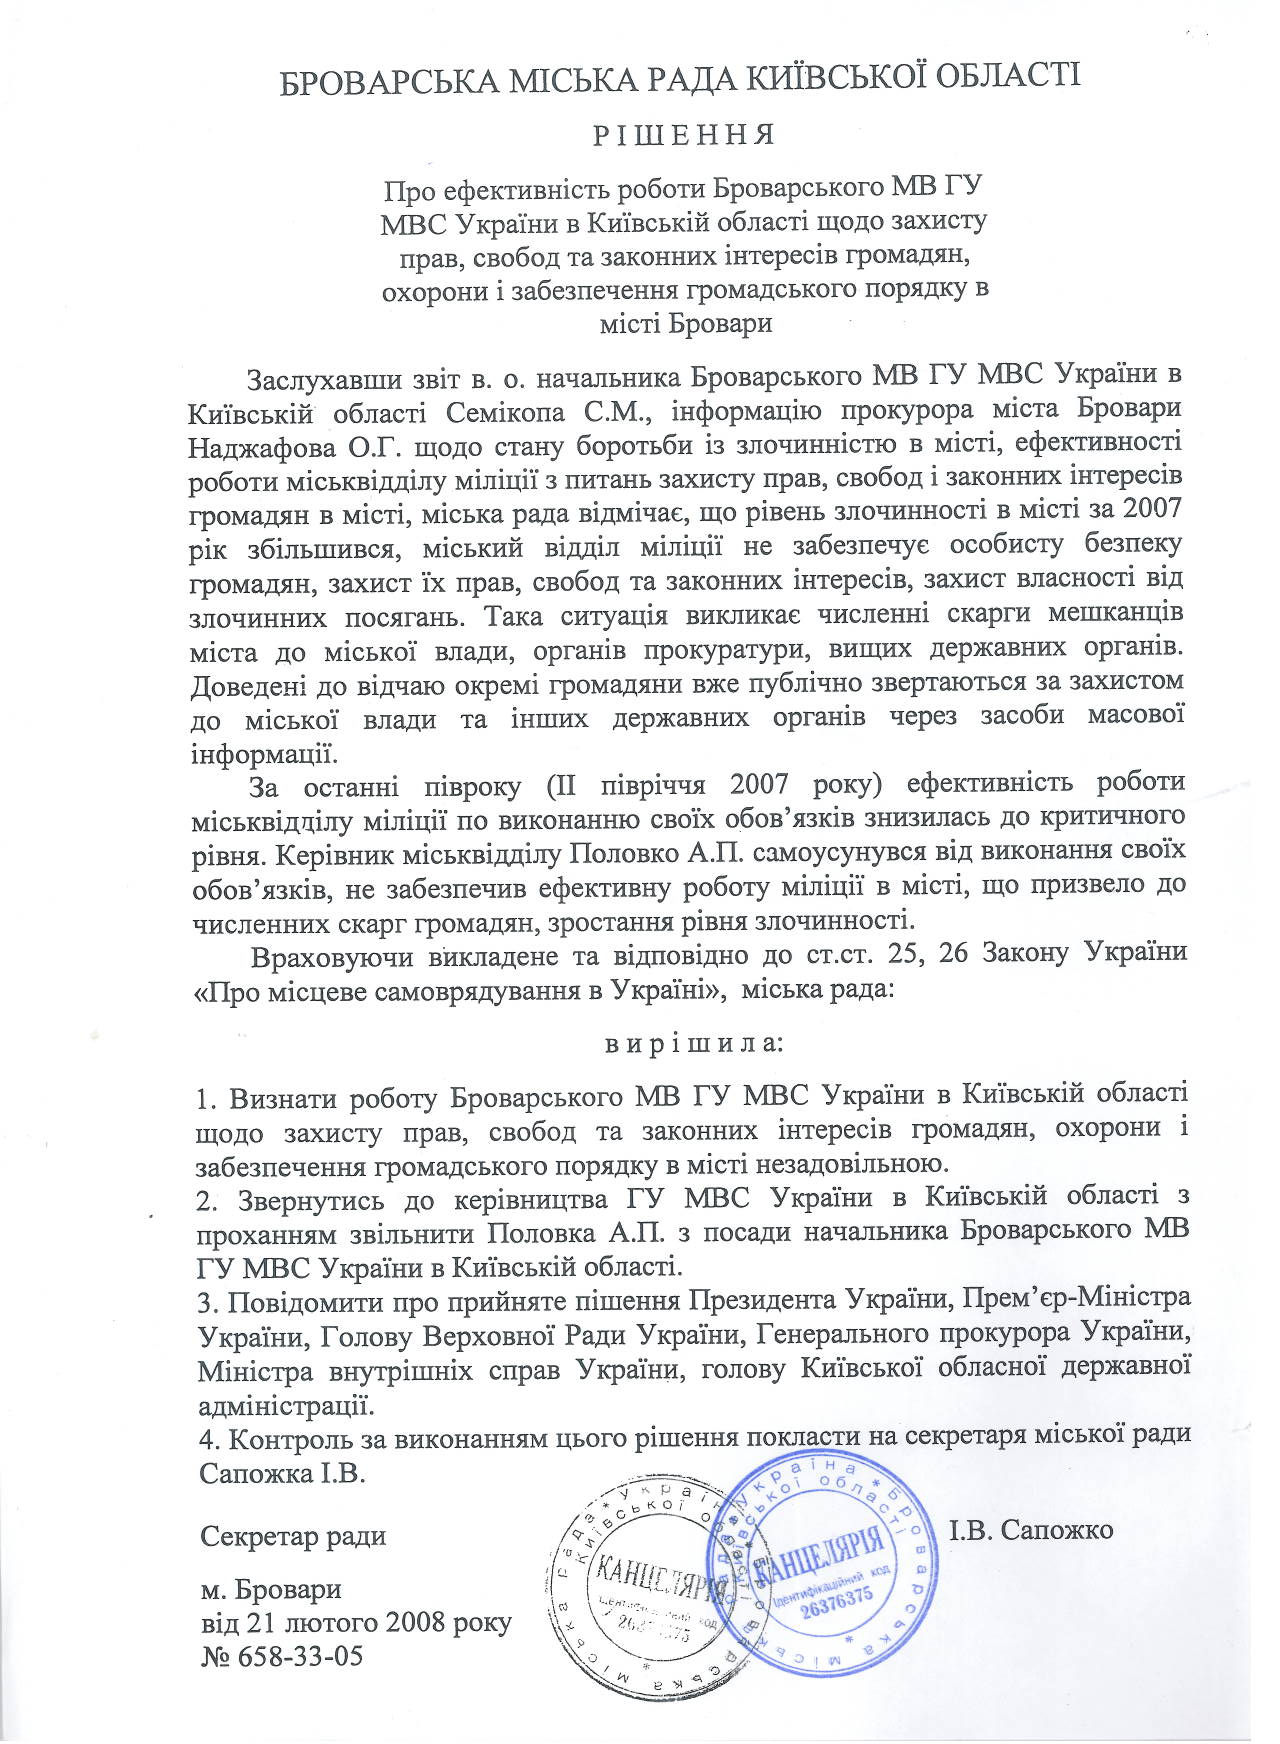 БРОВАРСЬКА МІСЬКА РАДА КИЇВСЬКОЇ ОБЛАСТІ
Р І Ш Е Н Н Я
Про ефективність роботи Броварського МВ ГУ
МВС України в Київській області щодо захисту
прав, свобод та законних інтересів громадян,
охорони і забезпечення громадського порядку в
місті Бровари
Заслухавши звіт в. о. начальника Броварського МВ ГУ МВС України в
Київській області Семікопа С.М., інформацію прокурора міста Бровари
Наджафова О.Г. щодо стану боротьби із злочинністю в місті, ефективності
роботи міськвідділу міліції з питань захисту прав, свобод і законних інтересів
громадян в місті, міська рада відмічає, що рівень злочинності в місті за 2007
рік збільшився, міський відділ міліції не забезпечує особисту безпеку
громадян, захист їх прав, свобод та законних інтересів, захист власності від
злочинних посягань. Така ситуація викликає численні скарги мешканців
міста до міської влади, органів прокуратури, вищих державних органів.
Доведені до відчаю окремі громадяни вже публічно звертаються за захистом
до міської влади та інших державних органів через засоби масової
інформації.
За останні півроку (ІІ півріччя 2007 року) ефективність роботи
міськвідділу міліції по виконанню своїх обов’язків знизилась до критичного
рівня. Керівник міськвідділу Половко А.П. самоусунувся від виконання своїх
обов’язків, не забезпечив ефективну роботу міліції в місті, що призвело до
численних скарг громадян, зростання рівня злочинності.
Враховуючи викладене та відповідно до ст.ст. 25, 26 Закону України
«Про місцеве самоврядування в Україні», міська рада:
в и р і ш и л а:
1. Визнати роботу Броварського МВ ГУ МВС України в Київській області
щодо захисту прав, свобод та законних інтересів громадян, охорони і
забезпечення громадського порядку в місті незадовільною.
2. Звернутись до керівництва ГУ МВС України в Київській області з
проханням звільнити Половка А.П. з посади начальника Броварського МВ
ГУ МВС України в Київській області.
3. Повідомити про прийняте пішення Президента України, Прем’єр-Міністра
України, Голову Верховної Ради України, Генерального прокурора України,
Міністра внутрішніх справ України, голову Київської обласної державної
адміністрації.
4. Контроль за виконанням цього рішення покласти на секретаря міської ради
Сапожка І.В.
Секретар ради
І.В. Сапожко
м. Бровари
від 21 лютого 2008 року
№ 658-33-05
Україна * Броварська міська рада *
Київської області
КАНЦЕЛЯРІЯ
Ідентифікаційний код
26376375
Україна
міська рада
Київської
КАНЦЕЛЯРІЯ
код